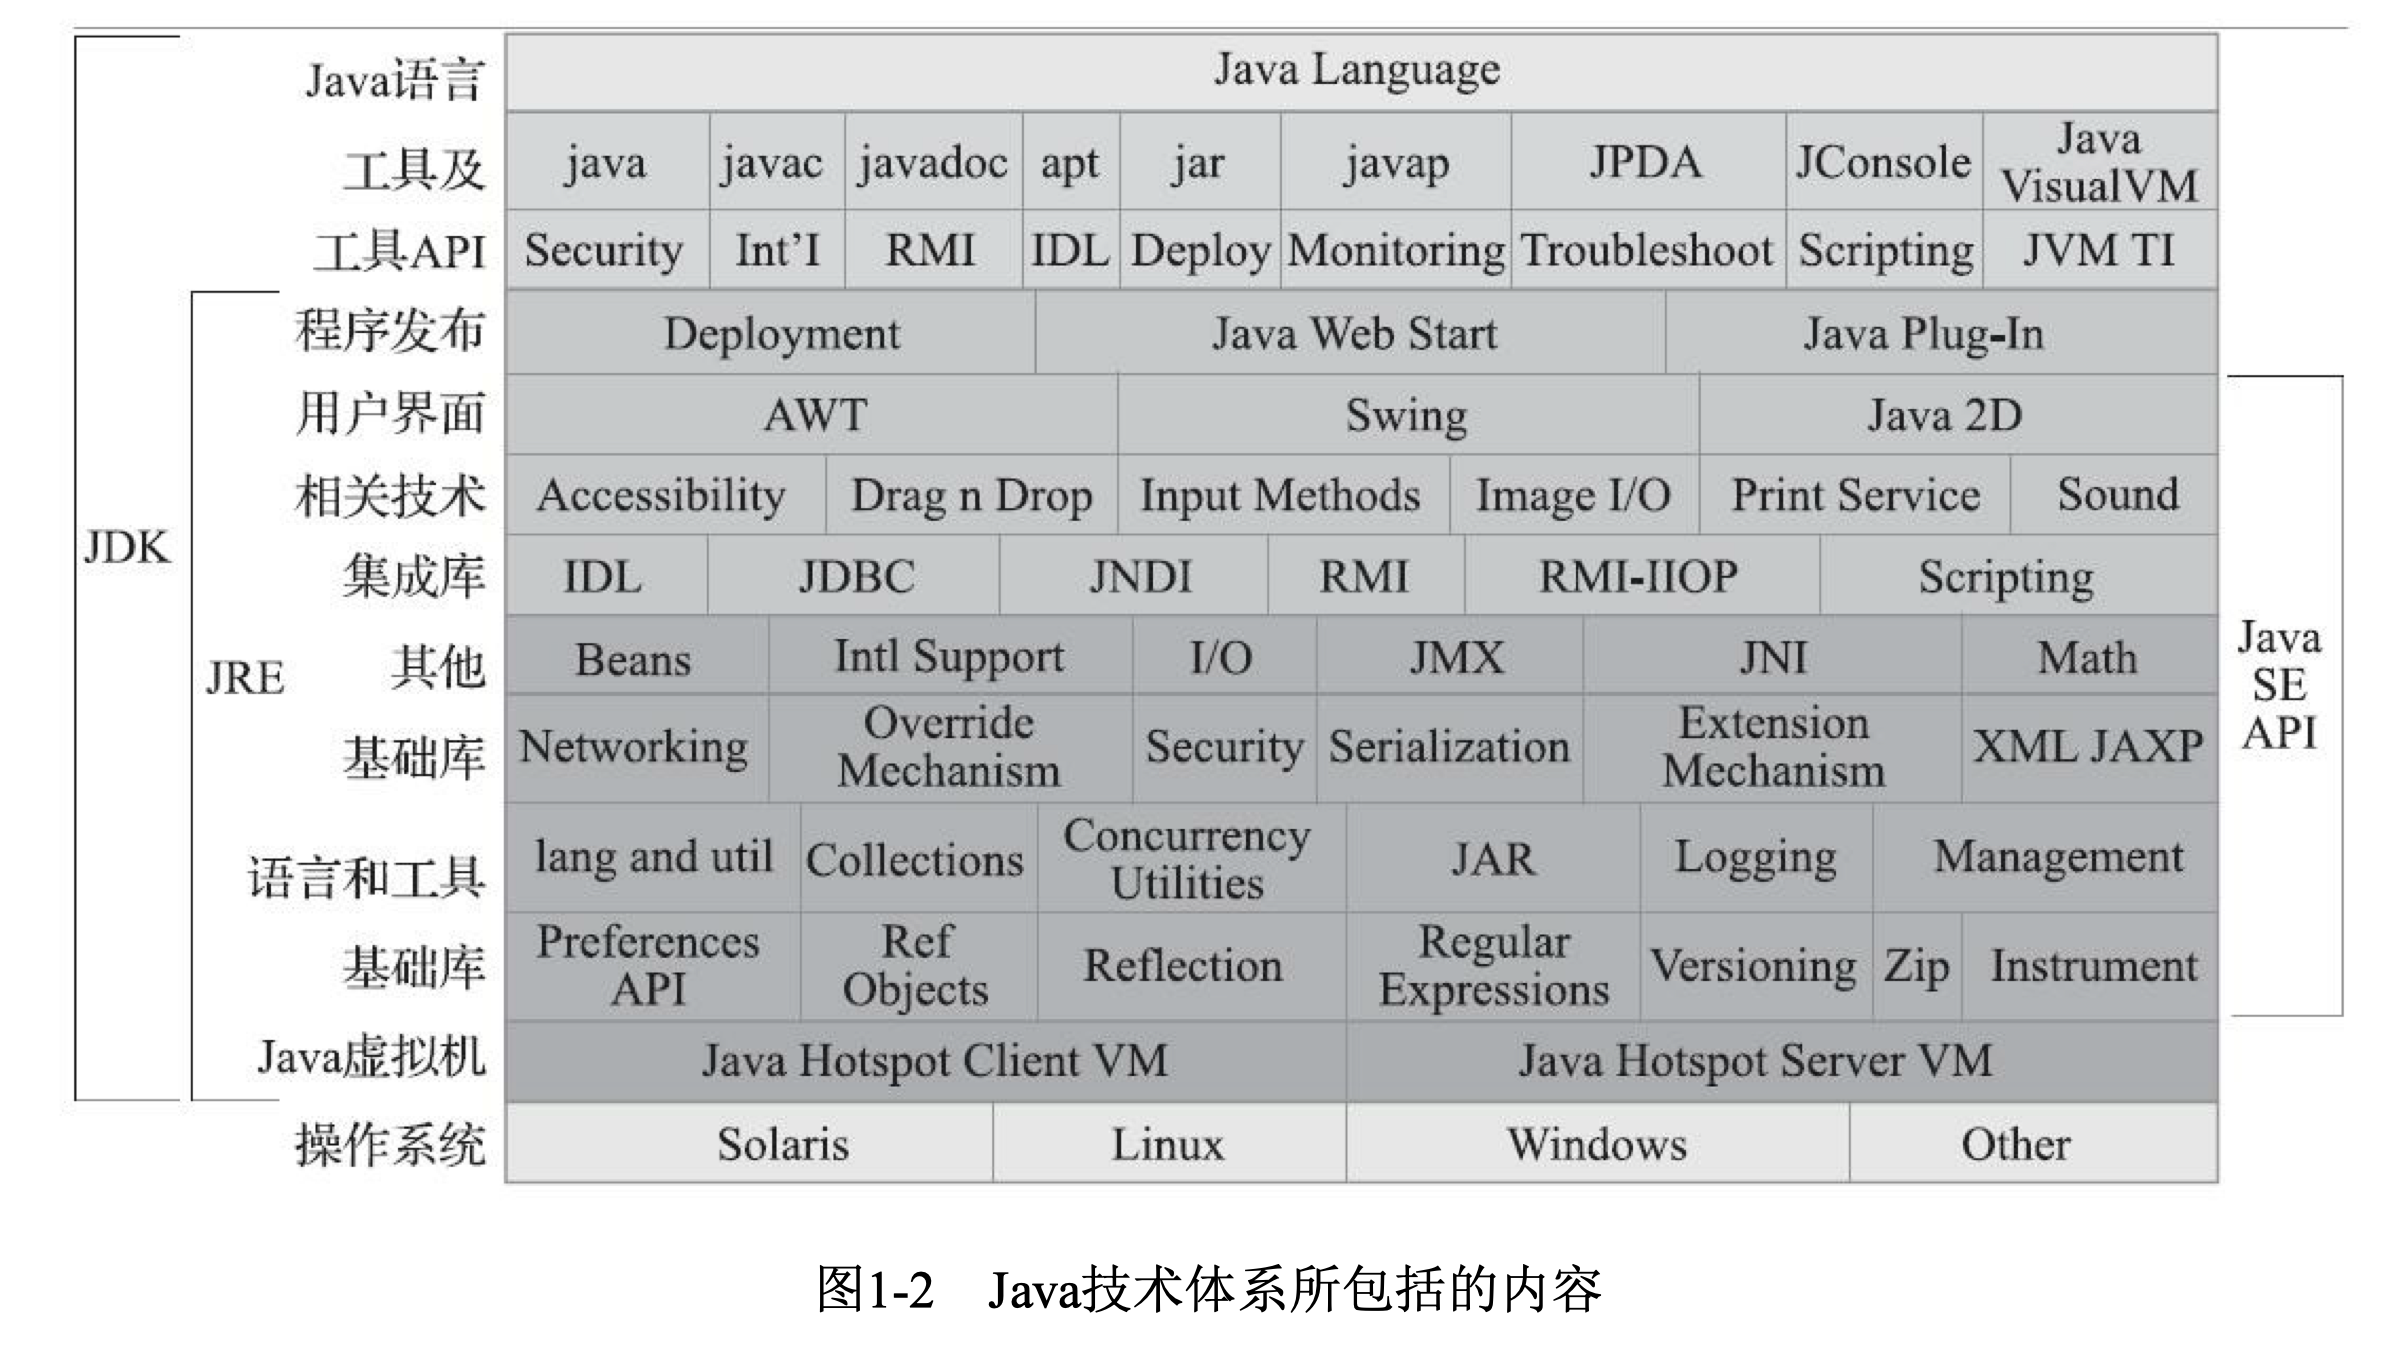 Java语言 Java Language
工具及 java javac javadoc apt jar javap JPDA JConsole Java VisualVM
工具API Security Int’I RMI IDL Deploy Monitoring Troubleshoot Scripting JVM TI
程序发布 Deployment Java Web Start Java Plug-In
用户界面 AWT Swing Java 2D
相关技术 Accessibility Drag n Drop Input Methods Image I/O Print Service Sound
JDK
集成库 IDL JDBC JNDI RMI RMI-IIOP Scripting
JRE
其他 Beans Intl Support I/O JMX JNI Math
Java
SE
API
基础库 Networking Override Mechanism Security Serialization Extension Mechanism XML JAXP
语言和工具 lang and util Collections Concurrency Utilities JAR Logging Management
基础库 Preferences API Ref Objects Reflection Regular Expressions Versioning Zip Instrument
Java虚拟机 Java Hotspot Client VM Java Hotspot Server VM
操作系统 Solaris Linux Windows Other
图1-2 Java技术体系所包括的内容